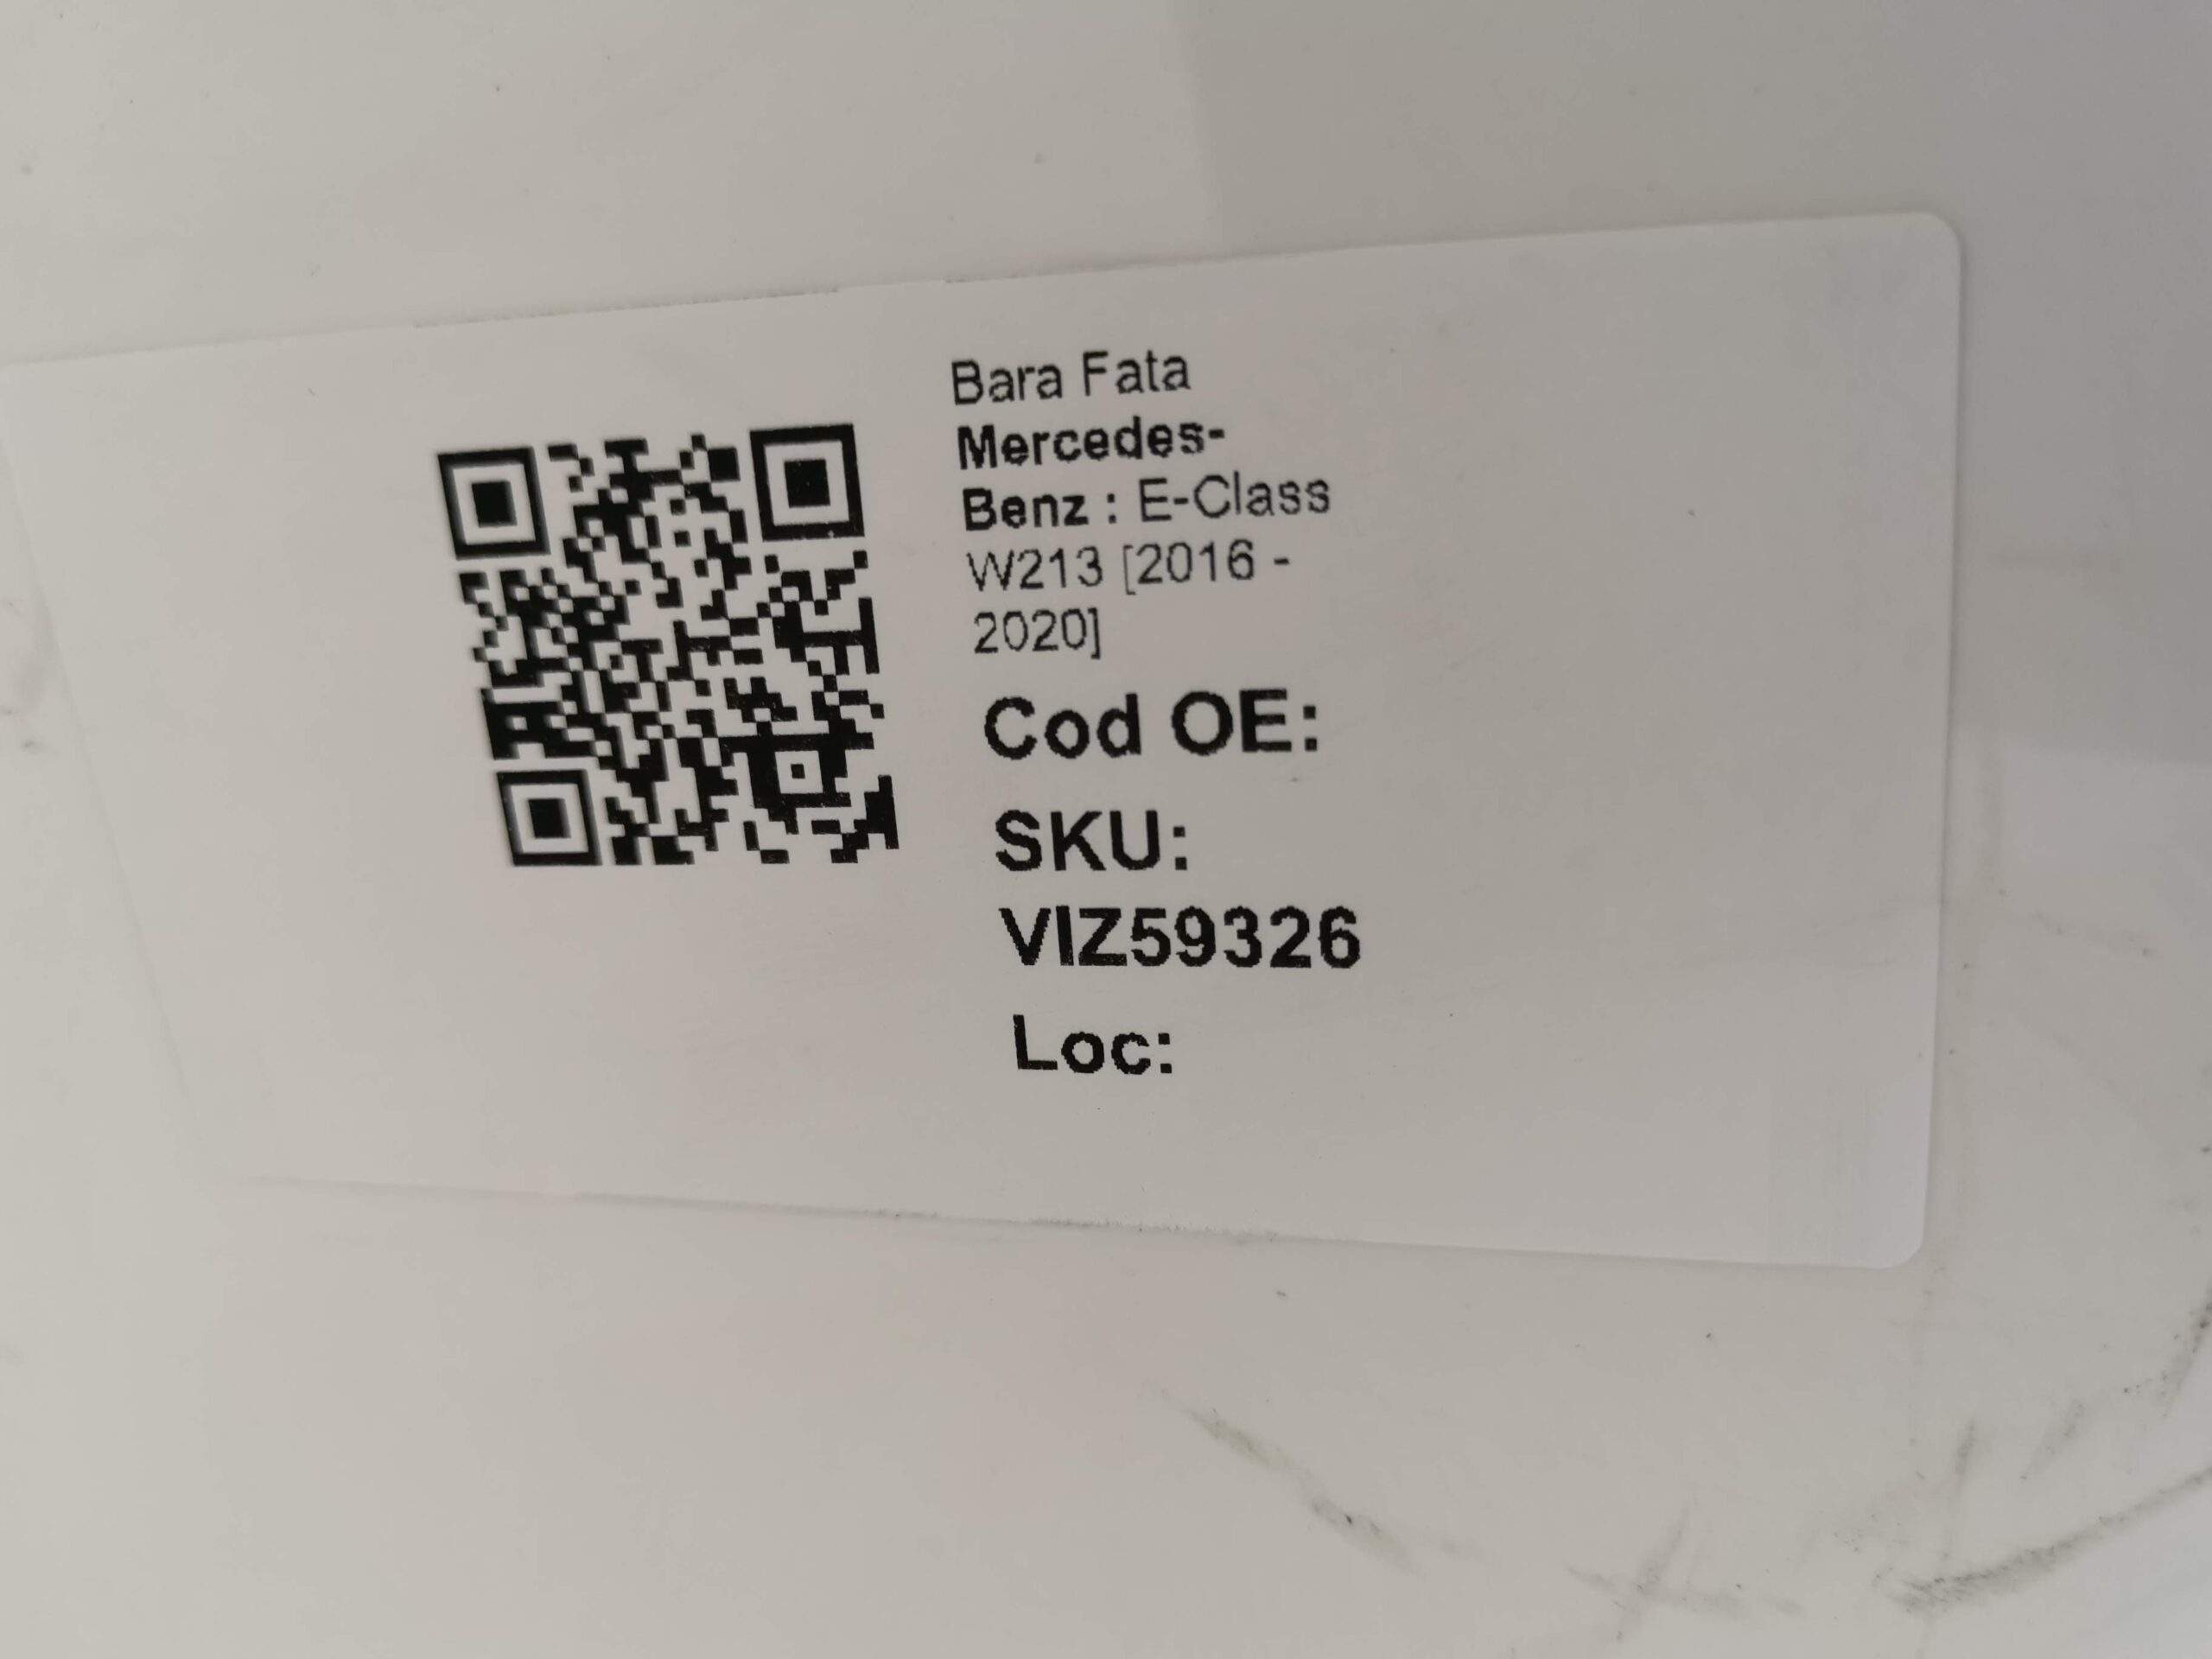 Bara Fata
Mercedes-
Benz : E-Class
W213 [2016 -
2020]
Cod OE:
SKU:
VIZ59326
Loc: